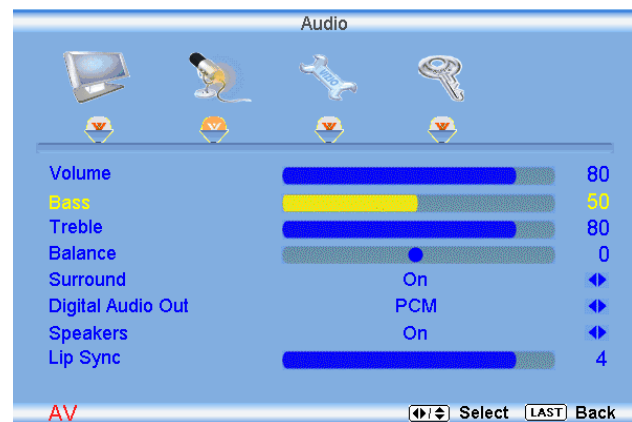 Audio
Volume 80
Bass 50
Treble 80
Balance 0
Surround On
Digital Audio Out PCM
Speakers On
Lip Sync 4
AV Select LAST Back